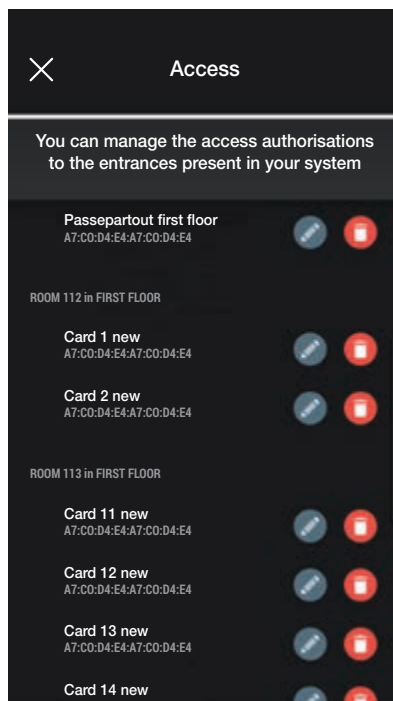 Access
You can manage the access authorisations
to the entrances present in your system
Passepartout first floor
A7:C0:D4:E4:A7:C0:D4:E4
ROOM 112 in FIRST FLOOR
Card 1 new
A7:C0:D4:E4:A7:C0:D4:E4
Card 2 new
A7:C0:D4:E4:A7:C0:D4:E4
ROOM 113 in FIRST FLOOR
Card 11 new
A7:C0:D4:E4:A7:C0:D4:E4
Card 12 new
A7:C0:D4:E4:A7:C0:D4:E4
Card 13 new
A7:C0:D4:E4:A7:C0:D4:E4
Card 14 new